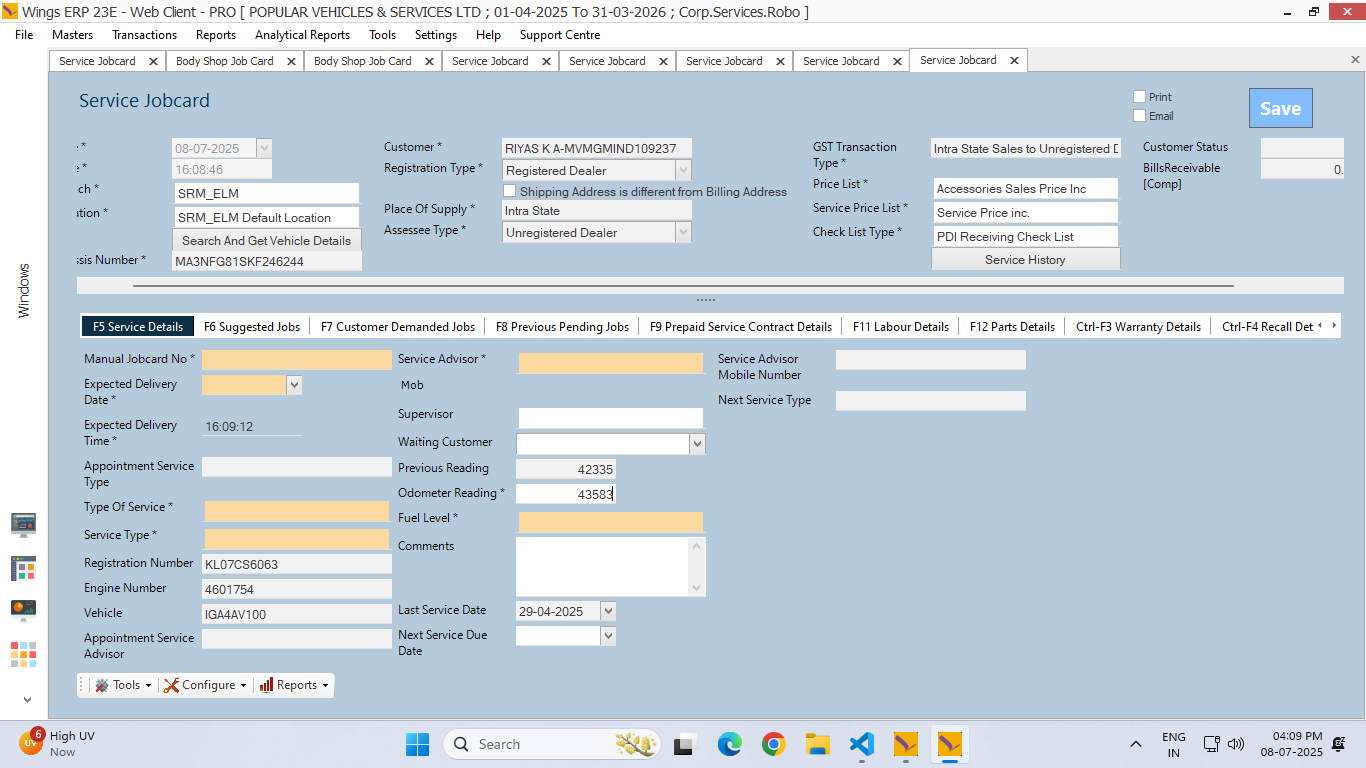 Wings ERP 23E - Web Client - PRO [ POPULAR VEHICLES & SERVICES LTD ; 01-04-2025 To 31-03-2026 ; Corp.Services.Robo ]
File Masters Transactions Reports Analytical Reports Tools Settings Help Support Centre
Service Jobcard Body Shop Job Card Body Shop Job Card Service Jobcard Service Jobcard Service Jobcard Service Jobcard Service Jobcard
Windows
Service Jobcard
Print
Email
Save
08-07-2025
16:08:46
SRM_ELM
SRM_ELM Default Location
Search And Get Vehicle Details
ssis Number * MA3NFG81SKF246244
Customer * RIYAS K A-MVMGMIND109237
Registration Type * Registered Dealer
Shipping Address is different from Billing Address
Place Of Supply * Intra State
Assessee Type * Unregistered Dealer
GST Transaction Type * Intra State Sales to Unregistered D
Price List * Accessories Sales Price Inc
Service Price List * Service Price inc.
Check List Type * PDI Receiving Check List
Service History
Customer Status
BillsReceivable [Comp] 0.
F5 Service Details F6 Suggested Jobs F7 Customer Demanded Jobs F8 Previous Pending Jobs F9 Prepaid Service Contract Details F11 Labour Details F12 Parts Details Ctrl-F3 Warranty Details Ctrl-F4 Recall Det
Manual Jobcard No *
Expected Delivery Date *
Expected Delivery Time * 16:09:12
Appointment Service Type
Type Of Service *
Service Type *
Registration Number KL07CS6063
Engine Number 4601754
Vehicle IGA4AV100
Appointment Service Advisor
Service Advisor *
Mob
Supervisor
Waiting Customer
Previous Reading 42335
Odometer Reading * 43583
Fuel Level *
Comments
Last Service Date 29-04-2025
Next Service Due Date
Service Advisor Mobile Number
Next Service Type
Tools Configure Reports
6 UV High UV
Now
Search
ENG
IN
04:09 PM
08-07-2025